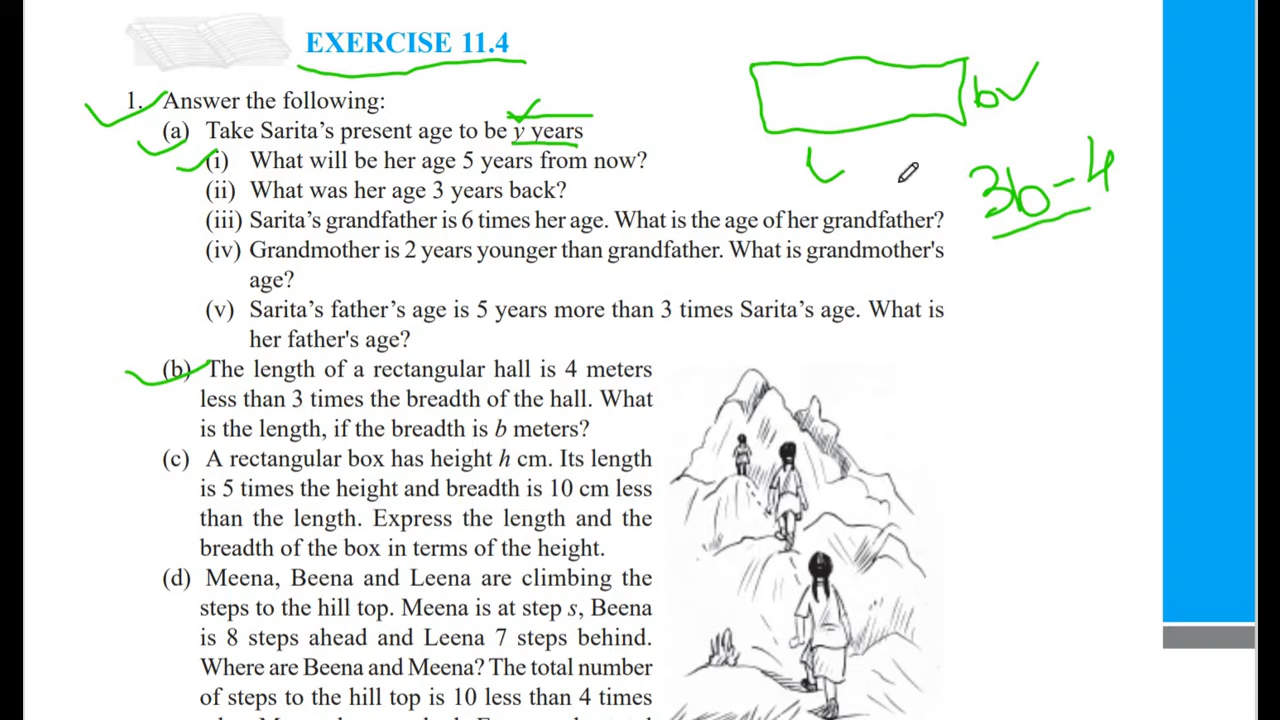 EXERCISE 11.4
1. Answer the following:
(a) Take Sarita's present age to be y years
(i) What will be her age 5 years from now?
(ii) What was her age 3 years back?
(iii) Sarita's grandfather is 6 times her age. What is the age of her grandfather?
(iv) Grandmother is 2 years younger than grandfather. What is grandmother's
age?
(v) Sarita's father's age is 5 years more than 3 times Sarita's age. What is
her father's age?
(b) The length of a rectangular hall is 4 meters
less than 3 times the breadth of the hall. What
is the length, if the breadth is b meters?
(c) A rectangular box has height h cm. Its length
is 5 times the height and breadth is 10 cm less
than the length. Express the length and the
breadth of the box in terms of the height.
(d) Meena, Beena and Leena are climbing the
steps to the hill top. Meena is at step s, Beena
is 8 steps ahead and Leena 7 steps behind.
Where are Beena and Meena? The total number
of steps to the hill top is 10 less than 4 times
b
l
3b-4